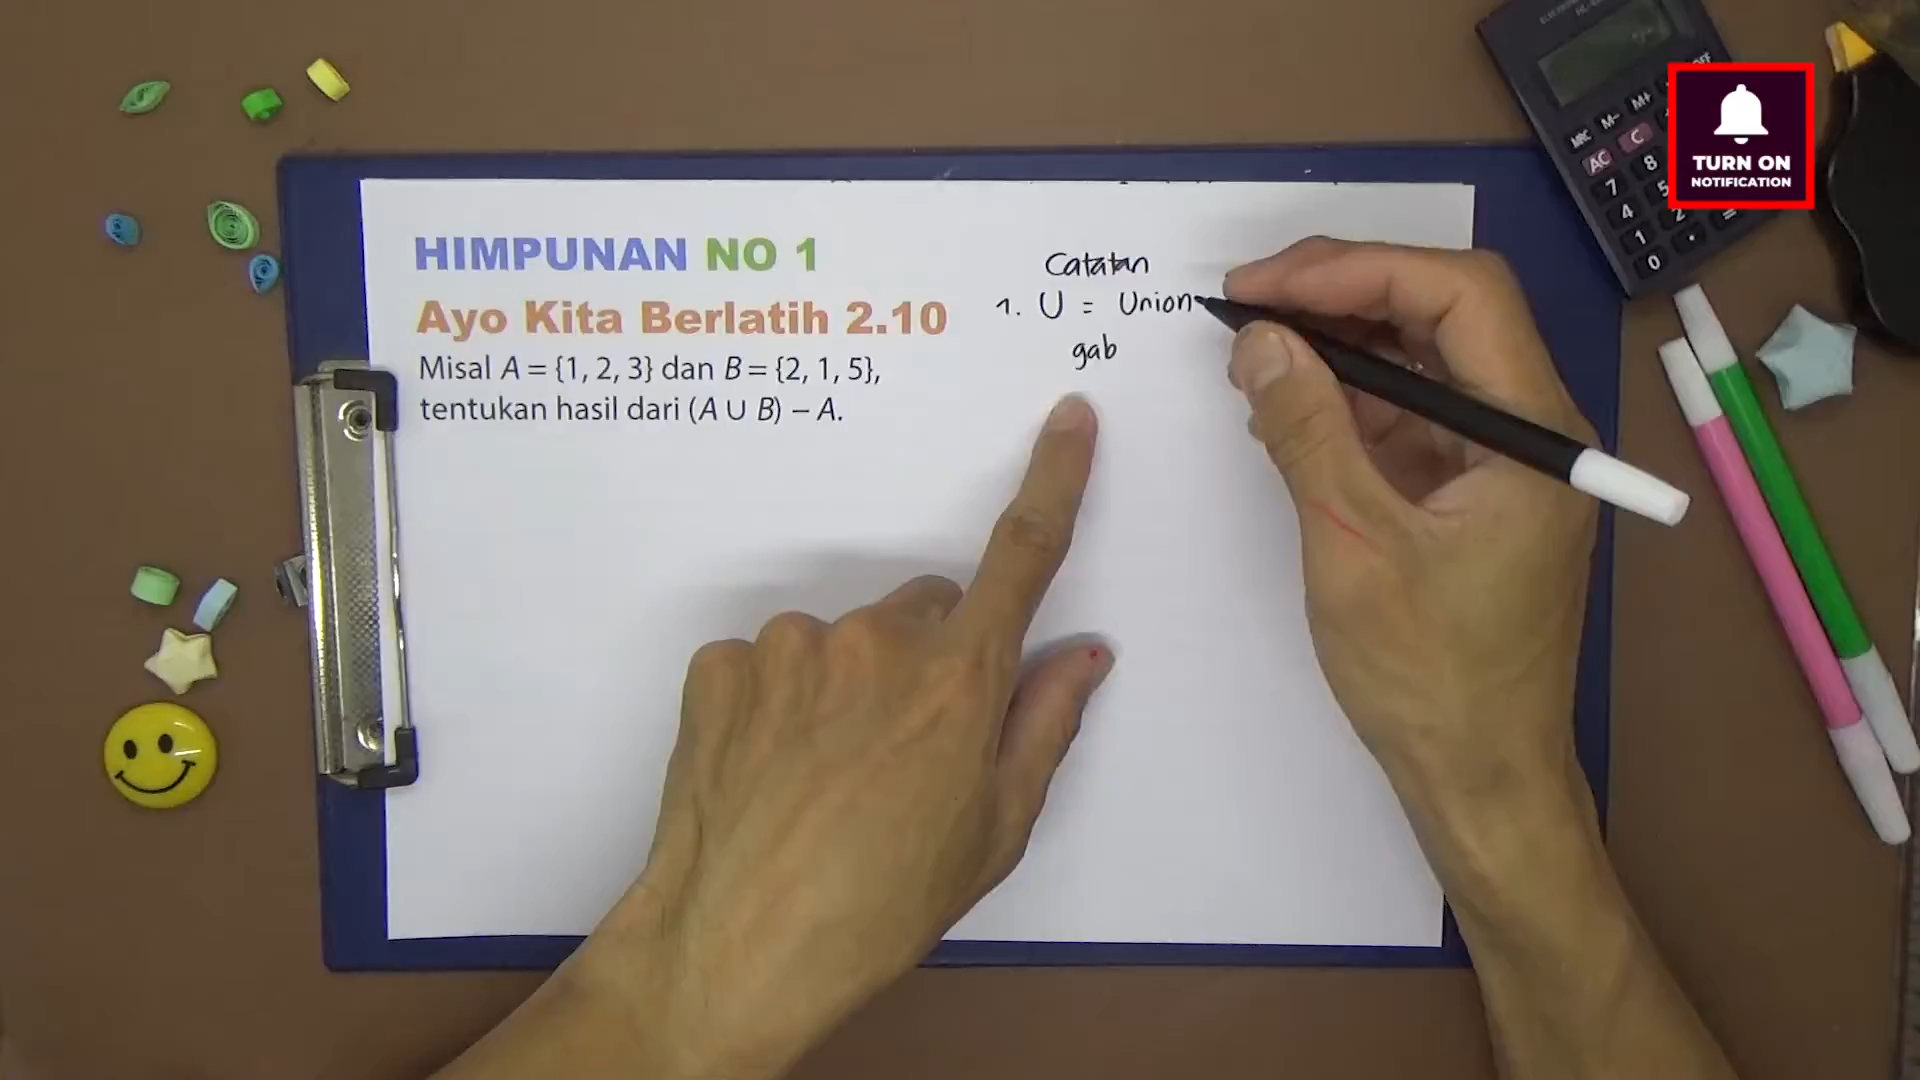 HIMPUNAN NO 1
Ayo Kita Berlatih 2.10
Misal A = {1, 2, 3} dan B = {2, 1, 5},
tentukan hasil dari (A ∪ B) – A.
Catatan
1. U = Union
gab
TURN ON
NOTIFICATION
OFF
M+
M-
MRC
C
AC
8
7
5
4
2
1
=
0